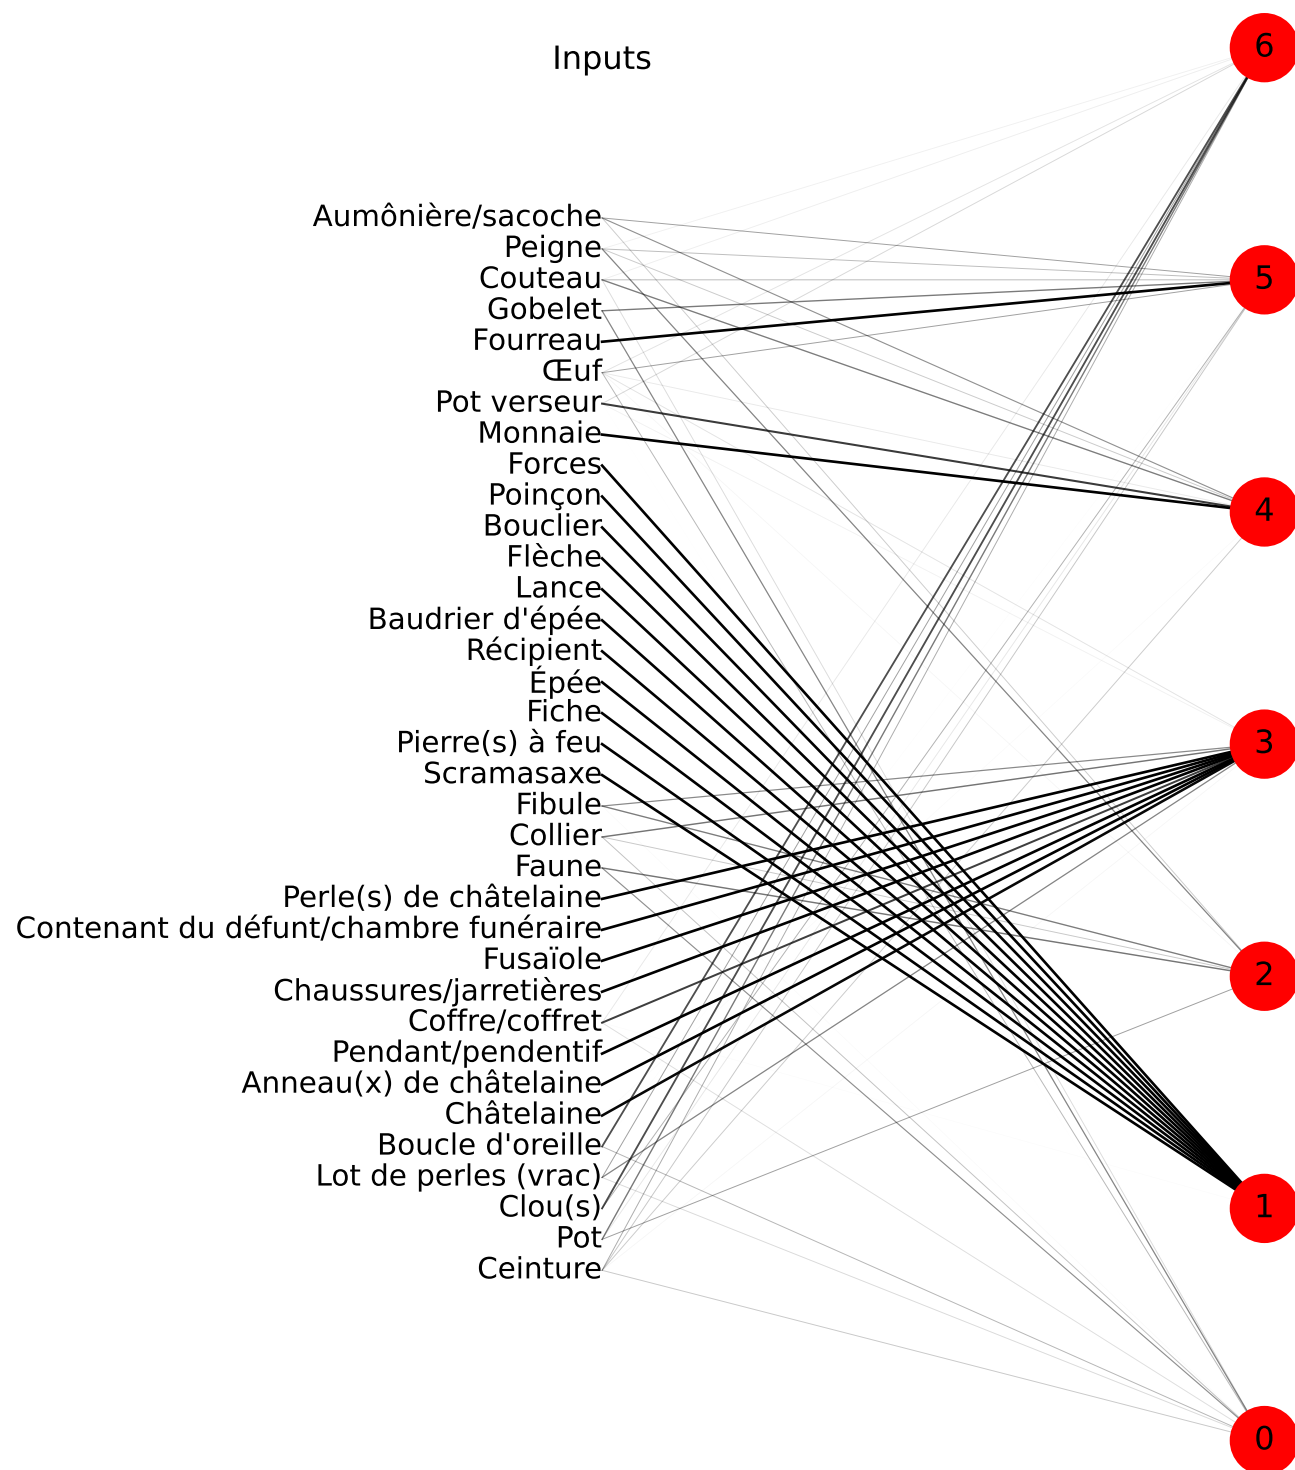 6
Inputs
Aumônière/sacoche
Peigne
Couteau
5
Gobelet
Fourreau
Œuf
Pot verseur
Monnaie
Forces
Poinçon
4
Bouclier
Flèche
Lance
Baudrier d'épée
Récipient
Épée
Fiche
Pierre(s) à feu
3
Scramasaxe
Fibule
Collier
Faune
Perle(s) de châtelaine
Contenant du défunt/chambre funéraire
Fusaïole
2
Chaussures/jarretières
Coffre/coffret
Pendant/pendentif
Anneau(x) de châtelaine
Châtelaine
Boucle d'oreille
Lot de perles (vrac)
Clou(s)
1
Pot
Ceinture
0